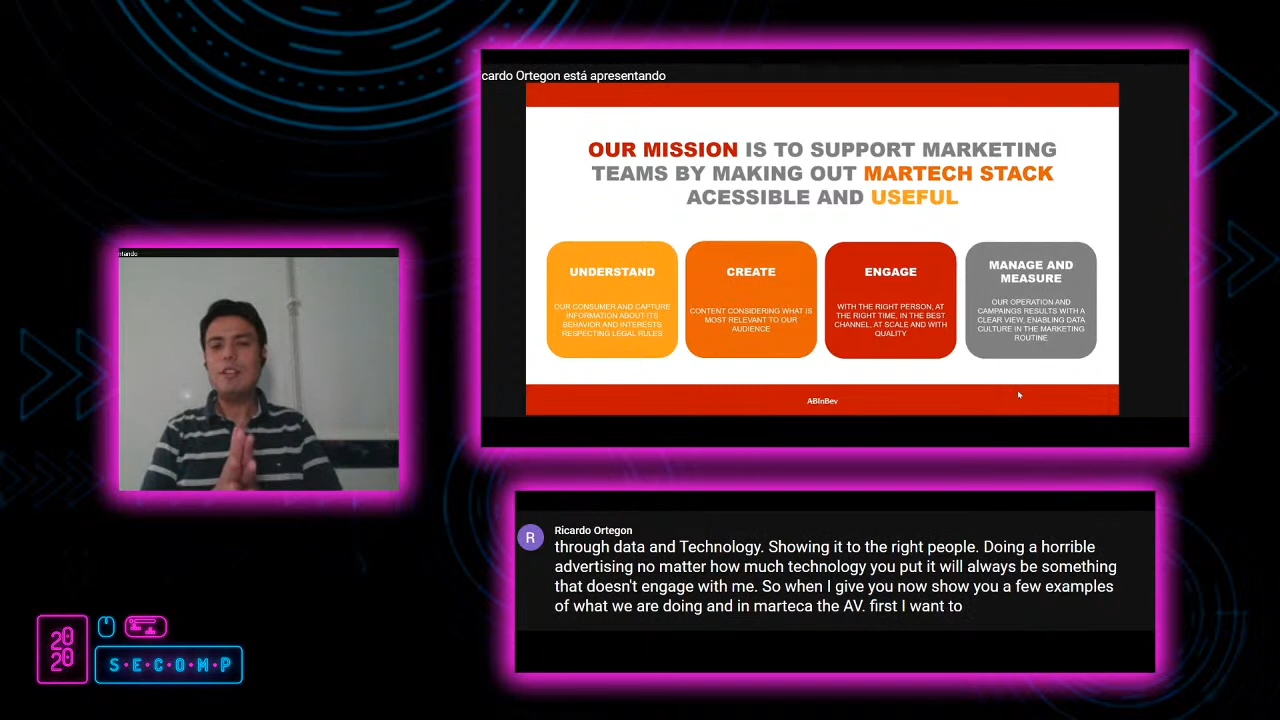 cardo Ortegon está apresentando
OUR MISSION IS TO SUPPORT MARKETING
TEAMS BY MAKING OUT MARTECH STACK
ACESSIBLE AND USEFUL
UNDERSTAND
OUR CONSUMER AND CAPTURE
INFORMATION ABOUT ITS
BEHAVIOR AND INTERESTS
RESPECTING LEGAL RULES
CREATE
CONTENT CONSIDERING WHAT IS
MOST RELEVANT TO OUR
AUDIENCE
ENGAGE
WITH THE RIGHT PERSON, AT
THE RIGHT TIME, IN THE BEST
CHANNEL, AT SCALE AND WITH
QUALITY
MANAGE AND
MEASURE
OUR OPERATION AND
CAMPAINGS RESULTS WITH A
CLEAR VIEW, ENABLING DATA
CULTURE IN THE MARKETING
ROUTINE
ABInBev
ntando
R
Ricardo Ortegon
through data and Technology. Showing it to the right people. Doing a horrible
advertising no matter how much technology you put it will always be something
that doesn't engage with me. So when I give you now show you a few examples
of what we are doing and in marteca the AV. first I want to
20
20
S·E·C·O·M·P